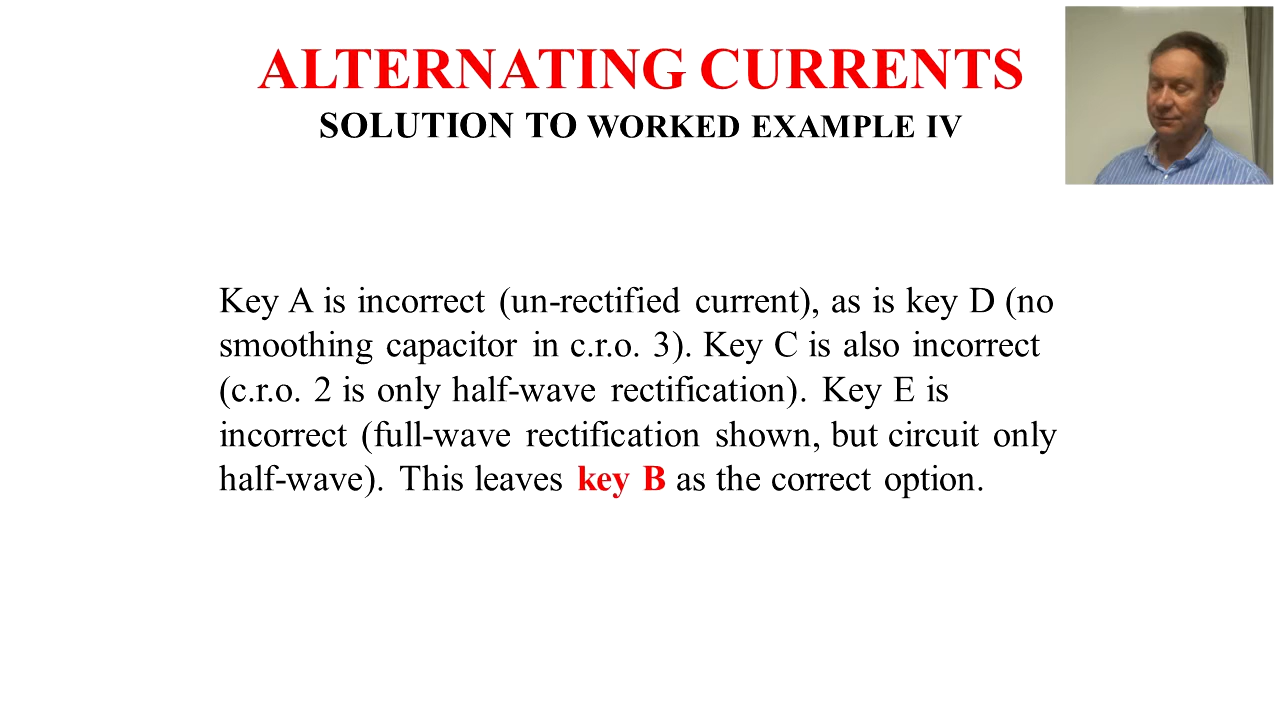 ALTERNATING CURRENTS
SOLUTION TO WORKED EXAMPLE IV
Key A is incorrect (un-rectified current), as is key D (no
smoothing capacitor in c.r.o. 3). Key C is also incorrect
(c.r.o. 2 is only half-wave rectification). Key E is
incorrect (full-wave rectification shown, but circuit only
half-wave). This leaves key B as the correct option.